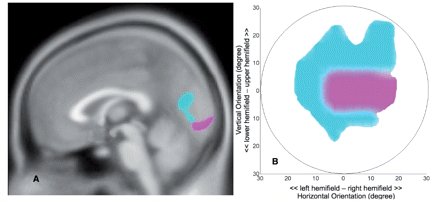 A
Vertical Orientation (degree)
<< lower hemifield – upper hemifield >>
30
20
10
0
10
20
30
B
30 20 10 0 10 20 30
<< left hemifield – right hemifield >>
Horizontal Orientation (degree)